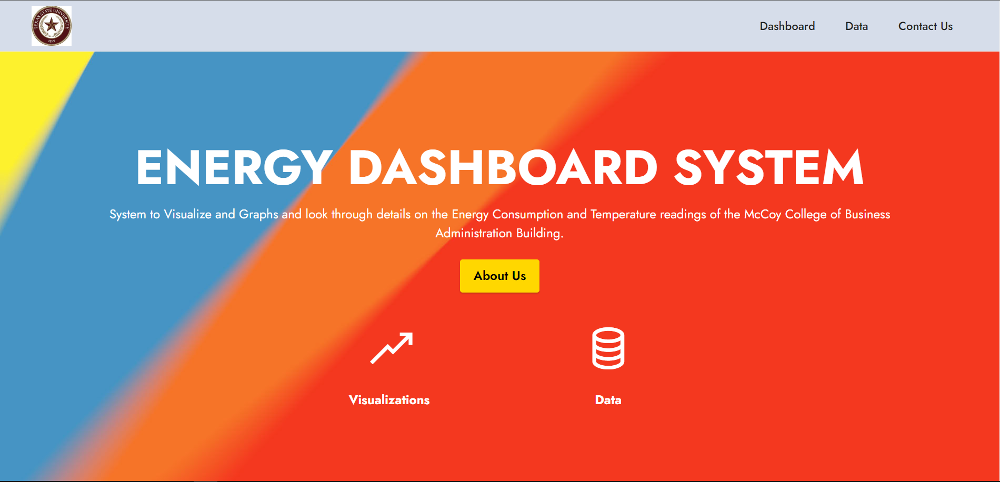 TEXAS STATE UNIVERSITY
1899
Dashboard Data Contact Us
ENERGY DASHBOARD SYSTEM
System to Visualize and Graphs and look through details on the Energy Consumption and Temperature readings of the McCoy College of Business
Administration Building.
About Us
Visualizations Data